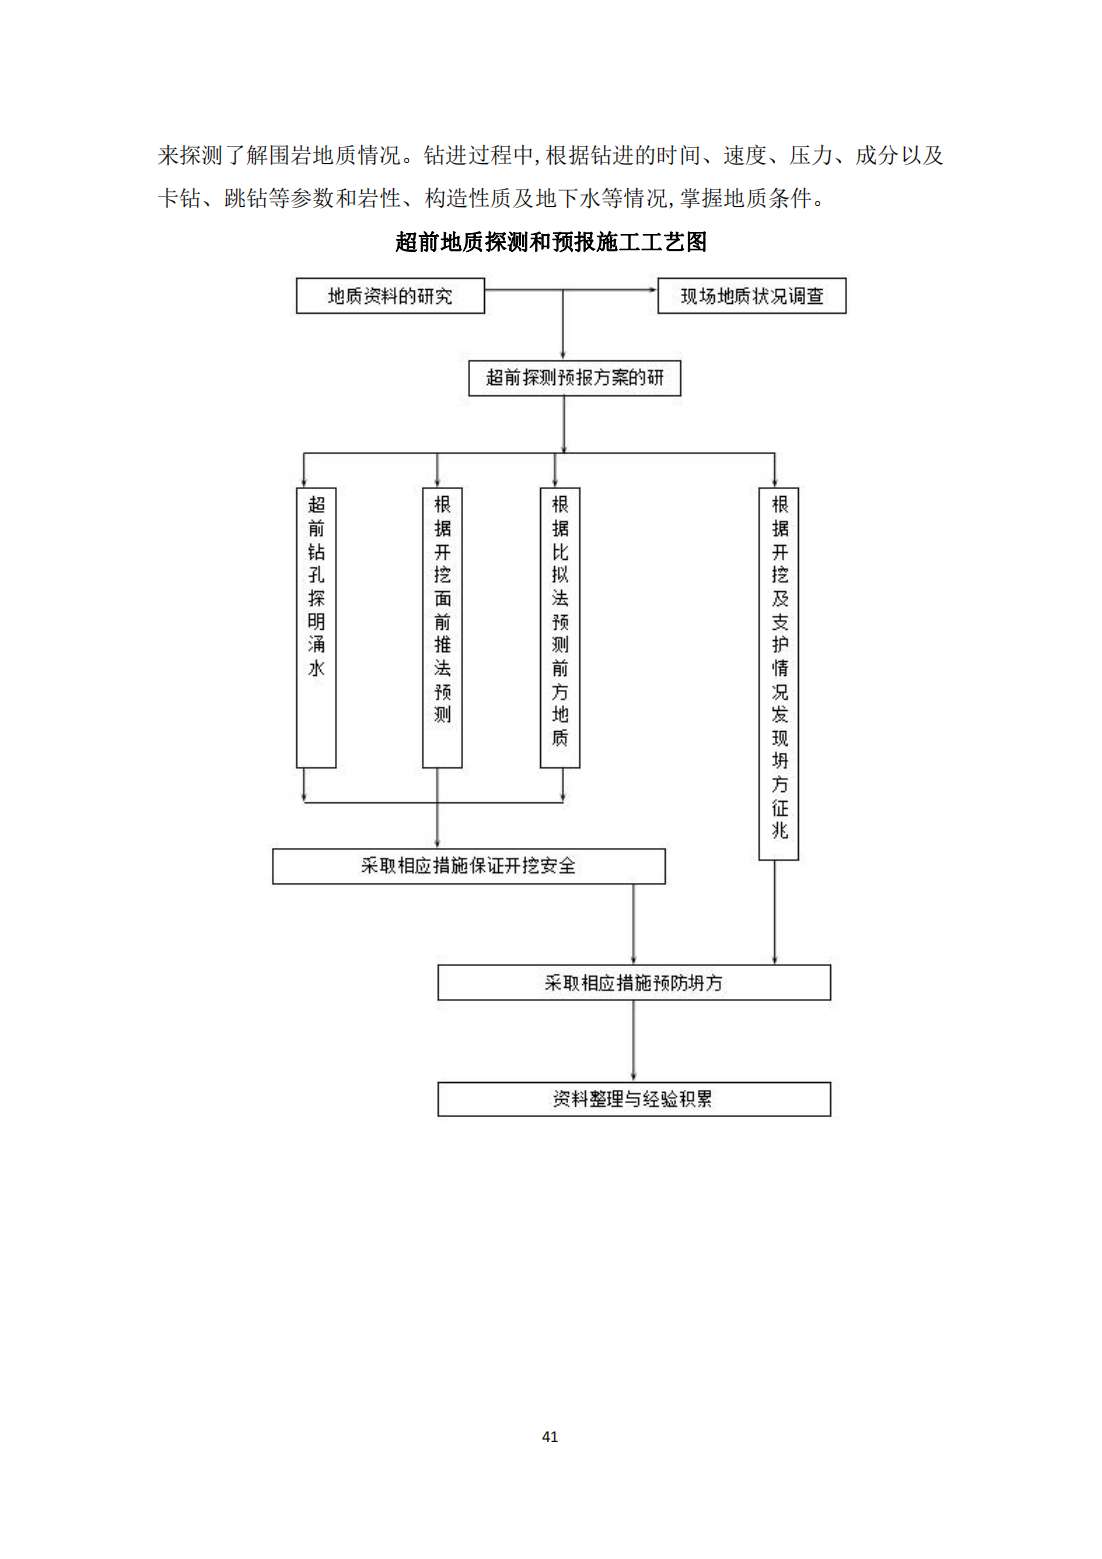 来探测了解围岩地质情况。钻进过程中,根据钻进的时间、速度、压力、成分以及
卡钻、跳钻等参数和岩性、构造性质及地下水等情况,掌握地质条件。
超前地质探测和预报施工工艺图
地质资料的研究
现场地质状况调查
超前探测预报方案的研
超前钻孔探明涌水
根据开挖面前推法预测
根据比拟法预测前方地质
根据开挖及支护情况发现坍方征兆
采取相应措施保证开挖安全
采取相应措施预防坍方
资料整理与经验积累
41